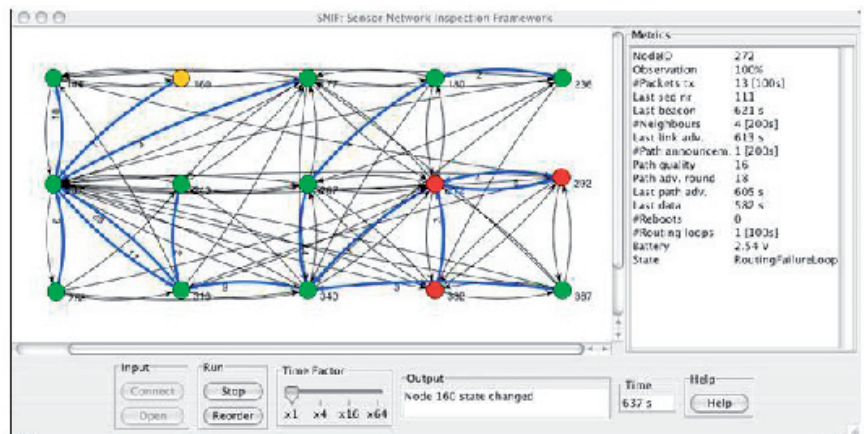 SNIF: Sensor Network Inspection Framework
Metrics
NodeID 272
Observation 100%
#Packets tx 13 [100s]
Last seq nr 111
Last beacon 621 s
#Neighbours 4 [200s]
Last link adv. 613 s
#Path announcem. 1 [200s]
Path quality 16
Path adv. round 18
Last path adv. 605 s
Last data 582 s
#Reboots 0
#Routing loops 1 [100s]
Battery 2.54 V
State RoutingFailureLoop
236
292
340
Input
Connect
Open
Run
Stop
Reorder
Time Factor
x1 x4 x16 x64
Output
Node 160 state changed
Time
637 s
Help
Help